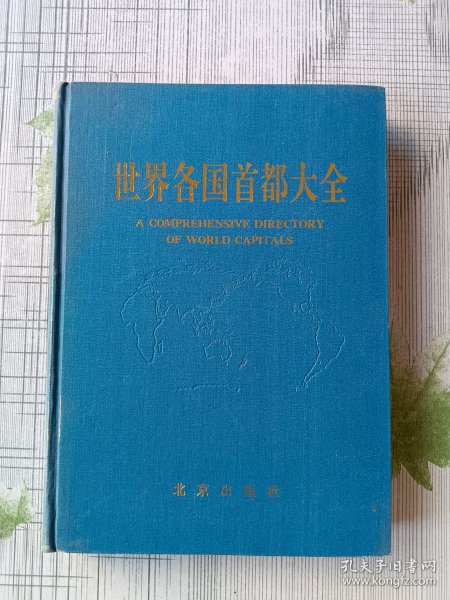 世界各国首都大全
A COMPREHENSIVE DIRECTORY
OF WORLD CAPITALS
北京出版社
孔夫子旧书网
www.kongfz.com